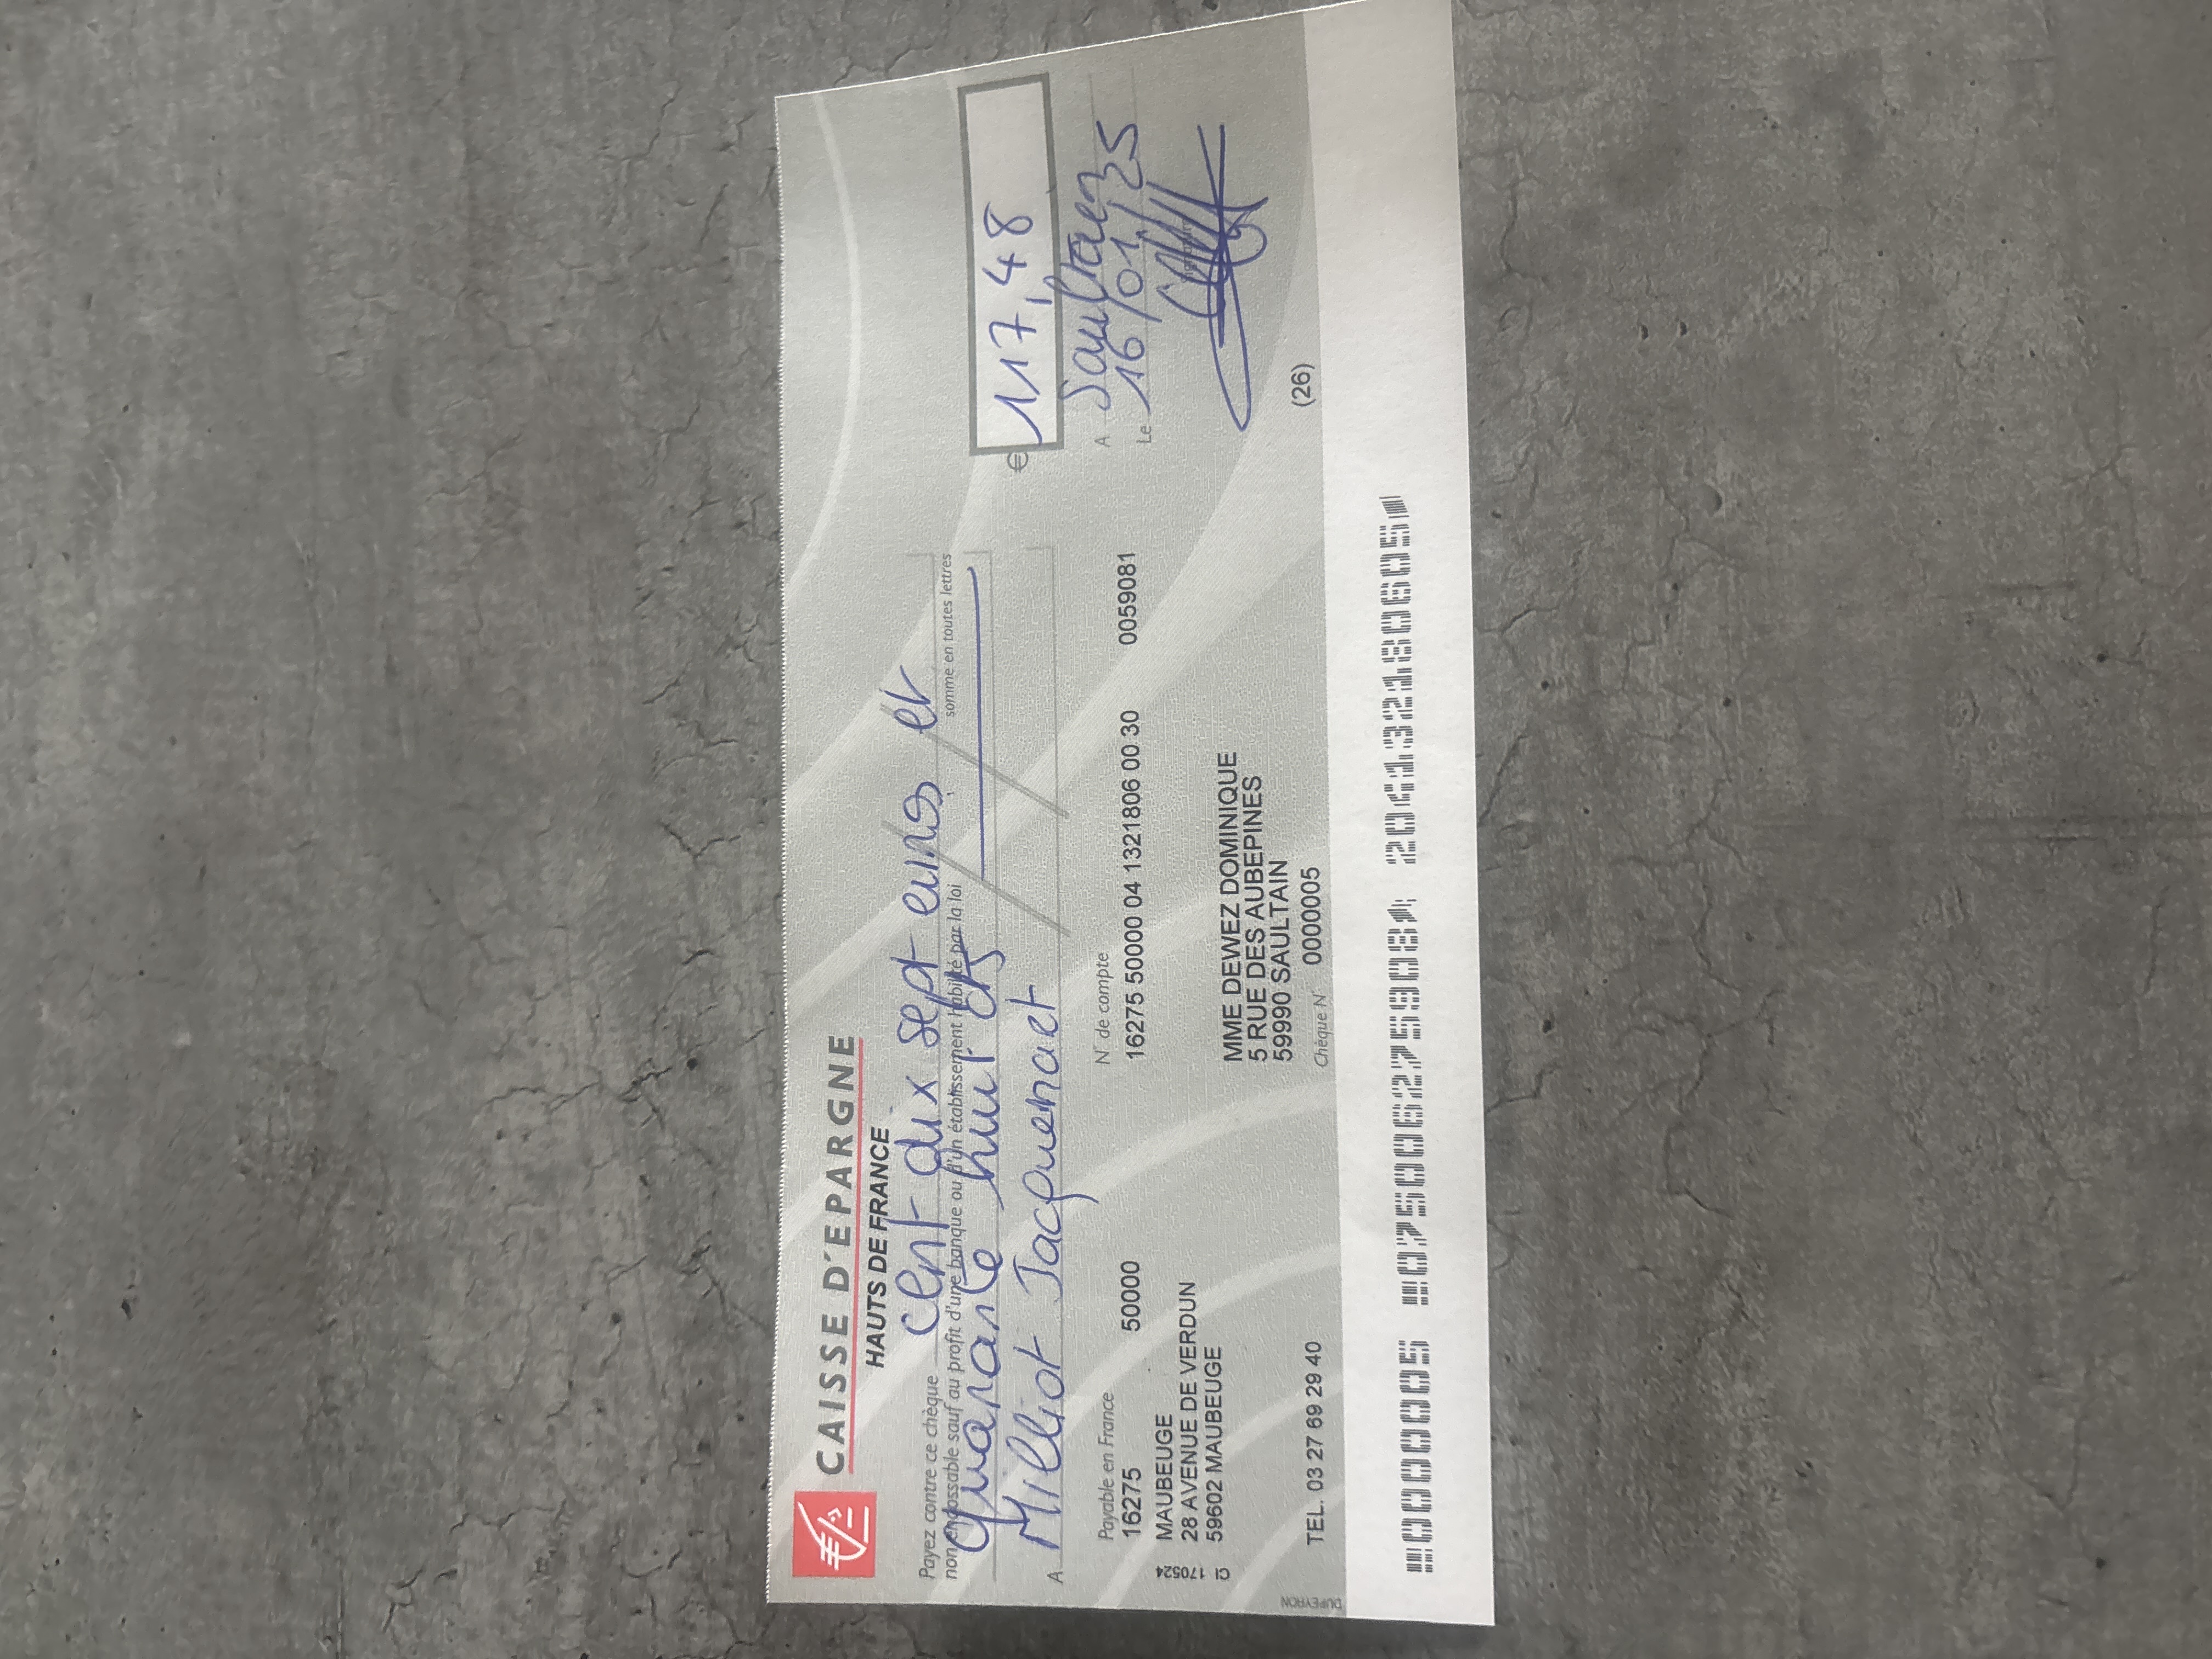 CAISSE D'EPARGNE
HAUTS DE FRANCE
Payez contre ce chèque cent dix sept euros et
non endossable sauf au profit d'une banque ou d'un établissement habilité par la loi somme en toutes lettres
quarante huit cts
€ 117,48
A Milliot Jacquenaet
A Saultain
Le 16/01/25
Payable en France
16275 50000
N° de compte
16275 50000 04 1321806 00 30 00590081
MAUBEUGE
28 AVENUE DE VERDUN
59602 MAUBEUGE
MME DEWEZ DOMINIQUE
5 RUE DES AUBEPINES
59990 SAULTAIN
TEL. 03 27 69 29 40
Chèque N° 0000005
(26)
CI 170524
DUPEYRON